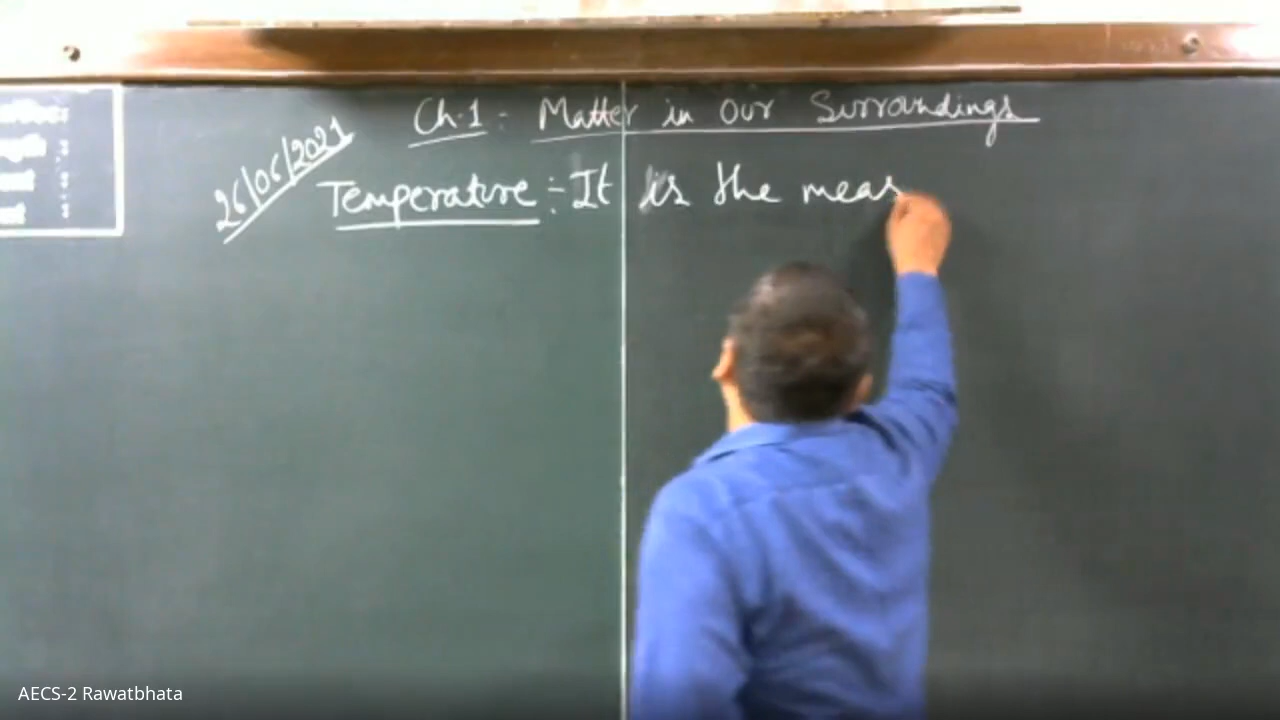 Ch.1 : Matter in Our Surroundings
26/06/2021
Temperature :- It is the meas
AECS-2 Rawatbhata